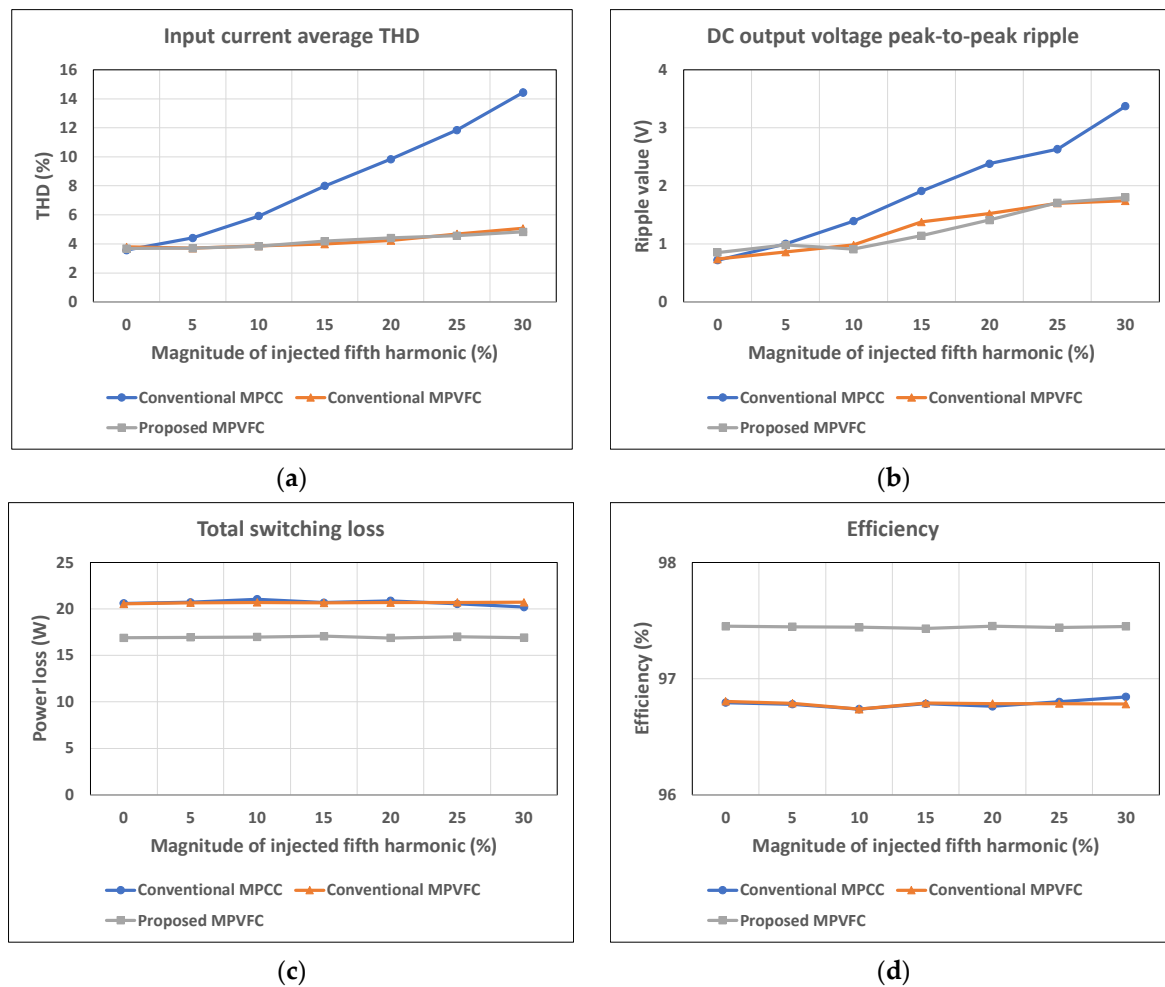 Input current average THD
16
14
12
10
8
6
4
2
0
THD (%)
0 5 10 15 20 25 30
Magnitude of injected fifth harmonic (%)
Conventional MPCC Conventional MPVFC
Proposed MPVFC
(a)
DC output voltage peak-to-peak ripple
4
3
2
1
0
Ripple value (V)
0 5 10 15 20 25 30
Magnitude of injected fifth harmonic (%)
Conventional MPCC Conventional MPVFC
Proposed MPVFC
(b)
Total switching loss
25
20
15
10
5
0
Power loss (W)
0 5 10 15 20 25 30
Magnitude of injected fifth harmonic (%)
Conventional MPCC Conventional MPVFC
Proposed MPVFC
(c)
Efficiency
98
97
96
Efficiency (%)
0 5 10 15 20 25 30
Magnitude of injected fifth harmonic (%)
Conventional MPCC Conventional MPVFC
Proposed MPVFC
(d)